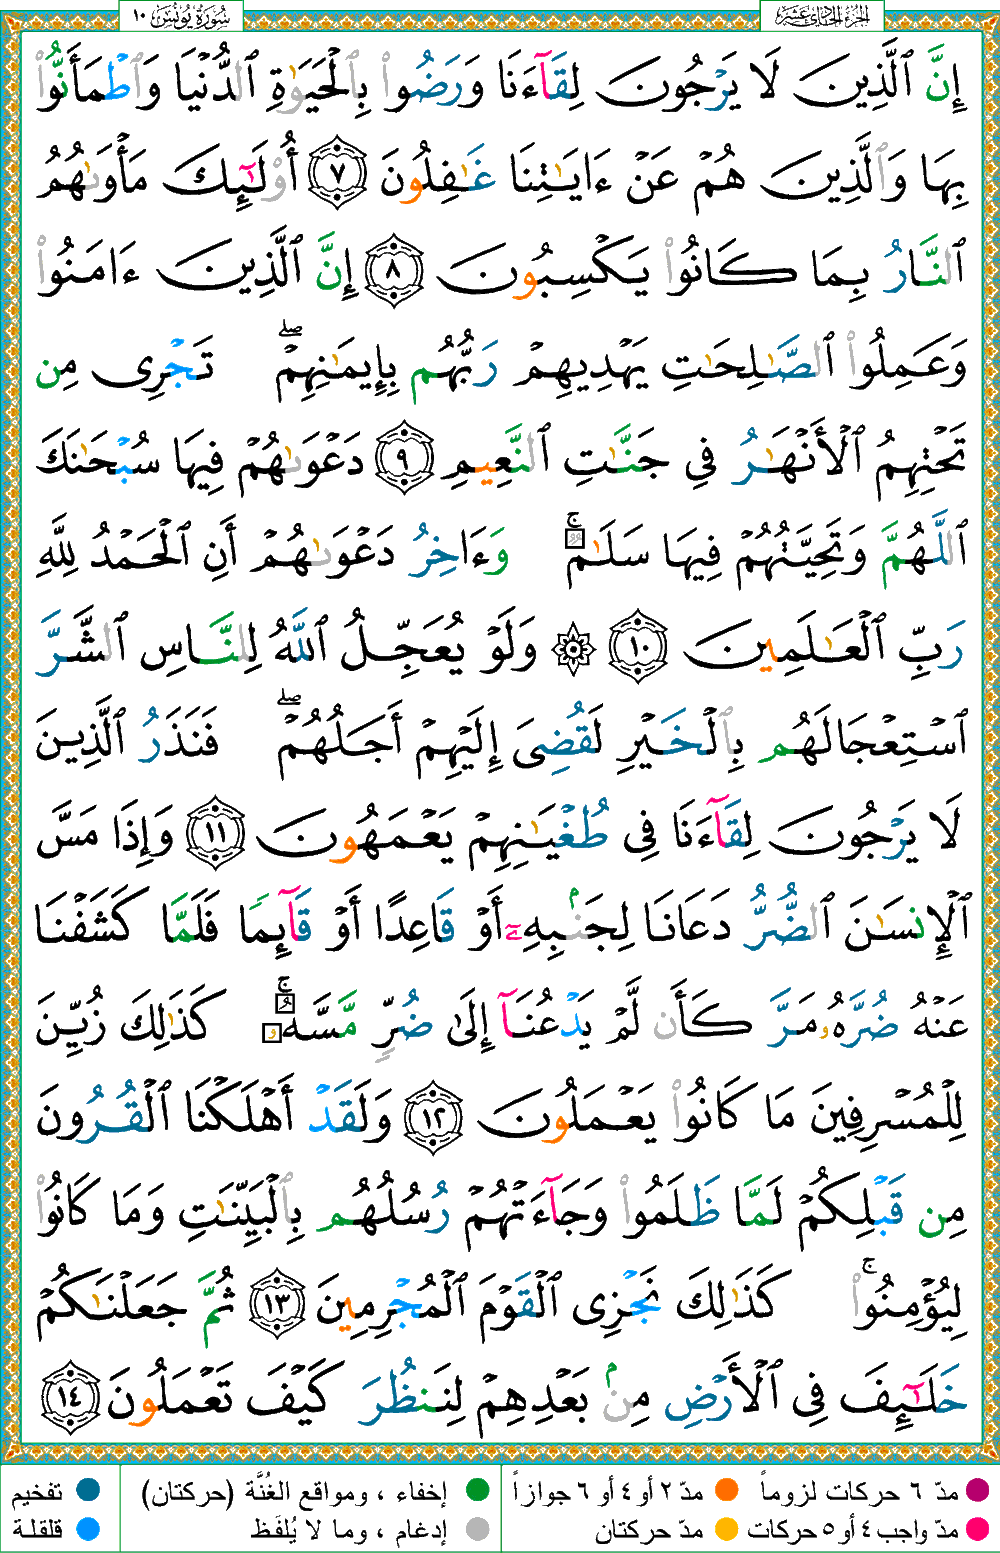 الجزء الحادي عشر
سُورَةُ يُونُس ١٠
إِنَّ ٱلَّذِينَ لَا يَرْجُونَ لِقَآءَنَا وَرَضُوا۟ بِٱلْحَيَوٰةِ ٱلدُّنْيَا وَٱطْمَأَنُّوا۟
بِهَا وَٱلَّذِينَ هُمْ عَنْ ءَايَـٰتِنَا غَـٰفِلُونَ ٧ أُو۟لَـٰٓئِكَ مَأْوَىٰهُمُ
ٱلنَّارُ بِمَا كَانُوا۟ يَكْسِبُونَ ٨ إِنَّ ٱلَّذِينَ ءَامَنُوا۟
وَعَمِلُوا۟ ٱلصَّـٰلِحَـٰتِ يَهْدِيهِمْ رَبُّهُم بِإِيمَـٰنِهِمْ ۖ تَجْرِى مِن
تَحْتِهِمُ ٱلْأَنْهَـٰرُ فِى جَنَّـٰتِ ٱلنَّعِيمِ ٩ دَعْوَىٰهُمْ فِيهَا سُبْحَـٰنَكَ
ٱللَّهُمَّ وَتَحِيَّتُهُمْ فِيهَا سَلَـٰمٌ ۚ وَءَاخِرُ دَعْوَىٰهُمْ أَنِ ٱلْحَمْدُ لِلَّهِ
رَبِّ ٱلْعَـٰلَمِينَ ١٠ ۞ وَلَوْ يُعَجِّلُ ٱللَّهُ لِلنَّاسِ ٱلشَّرَّ
ٱسْتِعْجَالَهُم بِٱلْخَيْرِ لَقُضِىَ إِلَيْهِمْ أَجَلُهُمْ ۖ فَنَذَرُ ٱلَّذِينَ
لَا يَرْجُونَ لِقَآءَنَا فِى طُغْيَـٰنِهِمْ يَعْمَهُونَ ١١ وَإِذَا مَسَّ
ٱلْإِنسَـٰنَ ٱلضُّرُّ دَعَانَا لِجَنۢبِهِۦٓ أَوْ قَاعِدًا أَوْ قَآئِمًا فَلَمَّا كَشَفْنَا
عَنْهُ ضُرَّهُۥ مَرَّ كَأَن لَّمْ يَدْعُنَآ إِلَىٰ ضُرٍّ مَّسَّهُۥ ۚ كَذَٰلِكَ زُيِّنَ
لِلْمُسْرِفِينَ مَا كَانُوا۟ يَعْمَلُونَ ١٢ وَلَقَدْ أَهْلَكْنَا ٱلْقُرُونَ
مِن قَبْلِكُمْ لَمَّا ظَلَمُوا۟ وَجَآءَتْهُمْ رُسُلُهُم بِٱلْبَيِّنَـٰتِ وَمَا كَانُوا۟
لِيُؤْمِنُوا۟ ۚ كَذَٰلِكَ نَجْزِى ٱلْقَوْمَ ٱلْمُجْرِمِينَ ١٣ ثُمَّ جَعَلْنَـٰكُمْ
خَلَـٰٓئِفَ فِى ٱلْأَرْضِ مِنۢ بَعْدِهِمْ لِنَنظُرَ كَيْفَ تَعْمَلُونَ ١٤
مدّ ٦ حركات لزوماً مدّ ٢ أو ٤ أو ٦ جوازاً إخفاء ، ومواقع الغُنَّة (حركتان) تفخيم
مدّ واجب ٤ أو ٥ حركات مدّ حركتان إدغام ، وما لا يُلفَظ قلقلة